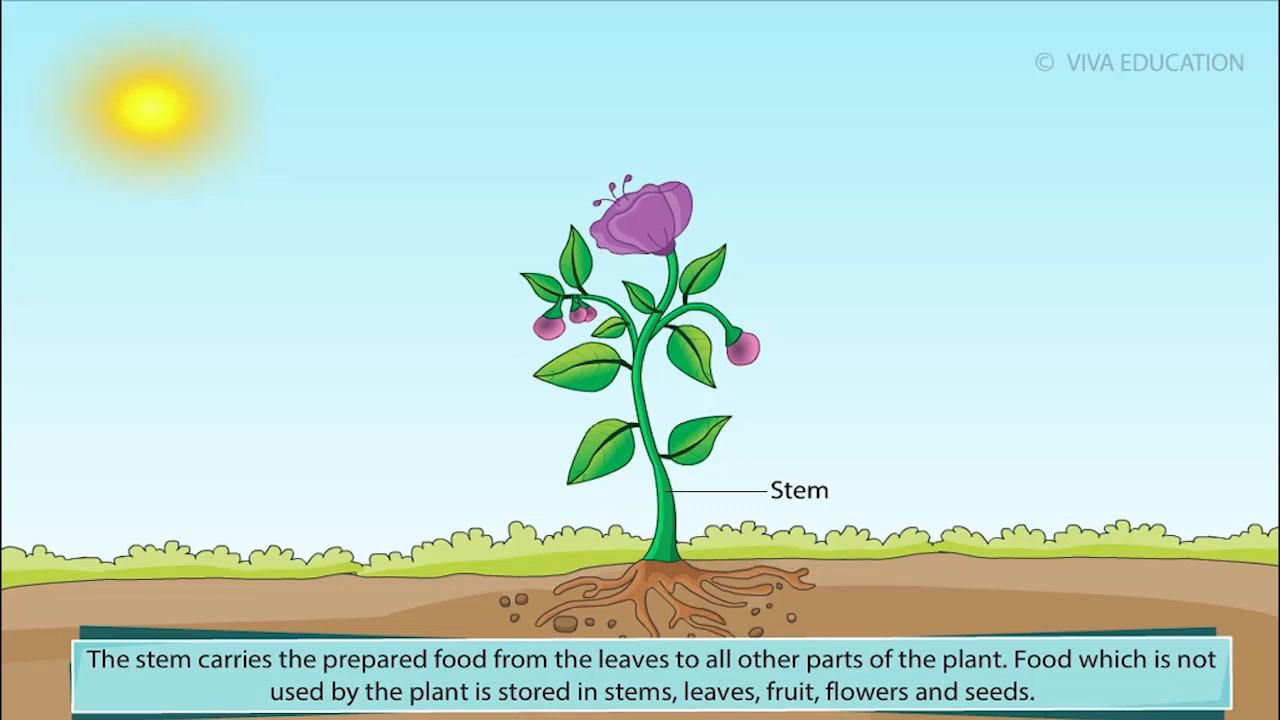 © VIVA EDUCATION
Stem
The stem carries the prepared food from the leaves to all other parts of the plant. Food which is not
used by the plant is stored in stems, leaves, fruit, flowers and seeds.